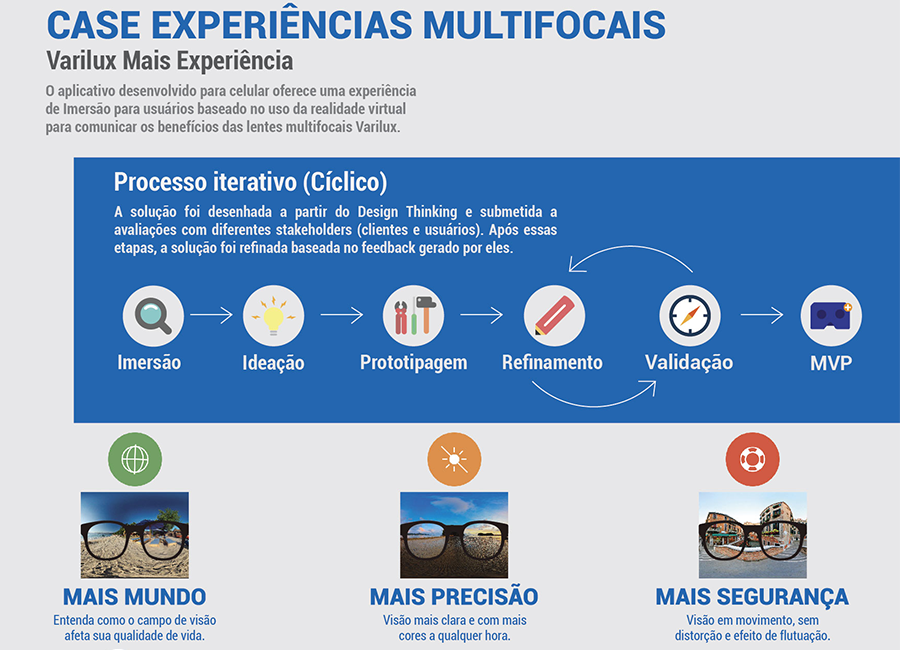 CASE EXPERIÊNCIAS MULTIFOCAIS
Varilux Mais Experiência
O aplicativo desenvolvido para celular oferece uma experiência
de Imersão para usuários baseado no uso da realidade virtual
para comunicar os benefícios das lentes multifocais Varilux.
Processo iterativo (Cíclico)
A solução foi desenhada a partir do Design Thinking e submetida a
avaliações com diferentes stakeholders (clientes e usuários). Após essas
etapas, a solução foi refinada baseada no feedback gerado por eles.
Imersão
Ideação
Prototipagem
Refinamento
Validação
MVP
MAIS MUNDO
Entenda como o campo de visão
afeta sua qualidade de vida.
MAIS PRECISÃO
Visão mais clara e com mais
cores a qualquer hora.
MAIS SEGURANÇA
Visão em movimento, sem
distorção e efeito de flutuação.